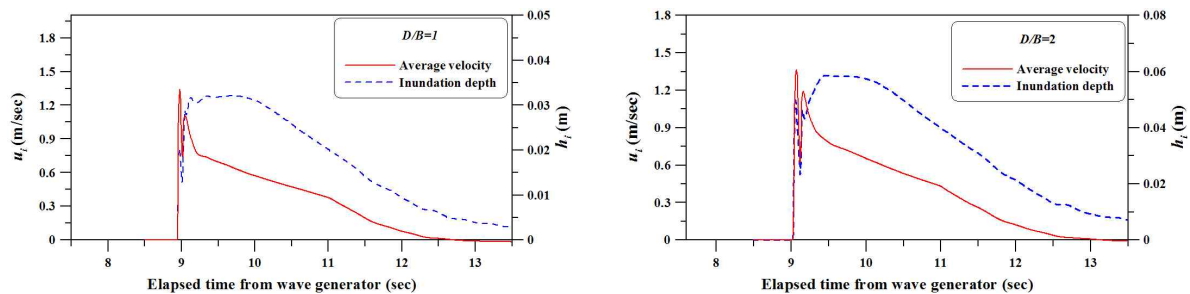 D/B=1
Average velocity
Inundation depth
u_i (m/sec)
1.8
1.5
1.2
0.9
0.6
0.3
0
h_i (m)
0.05
0.04
0.03
0.02
0.01
0
8 9 10 11 12 13
Elapsed time from wave generator (sec)
D/B=2
Average velocity
Inundation depth
u_i (m/sec)
1.8
1.5
1.2
0.9
0.6
0.3
0
h_i (m)
0.08
0.06
0.04
0.02
0
8 9 10 11 12 13
Elapsed time from wave generator (sec)